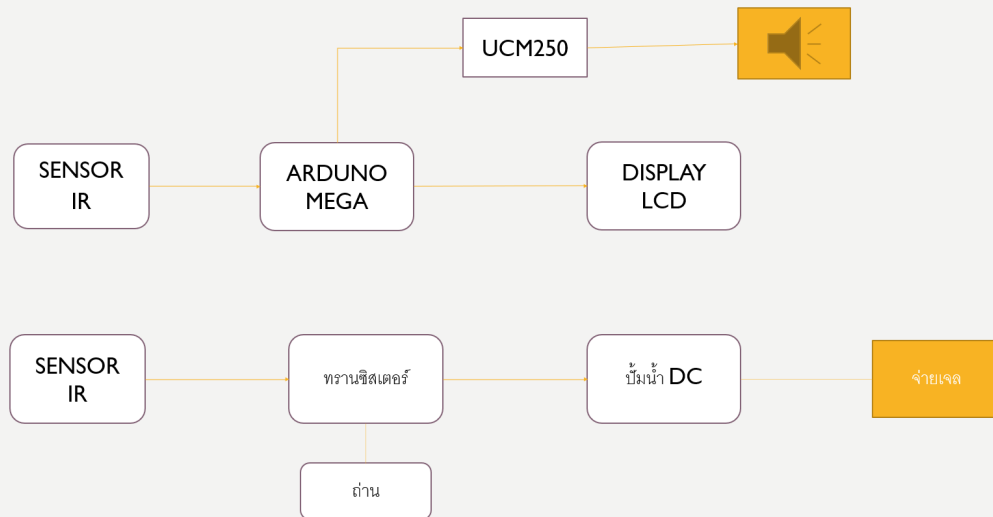 UCM250
SENSOR
IR
ARDUNO
MEGA
DISPLAY
LCD
SENSOR
IR
ทรานซิสเตอร์
ปั้มน้ำ DC
จ่ายเจล
ถ่าน